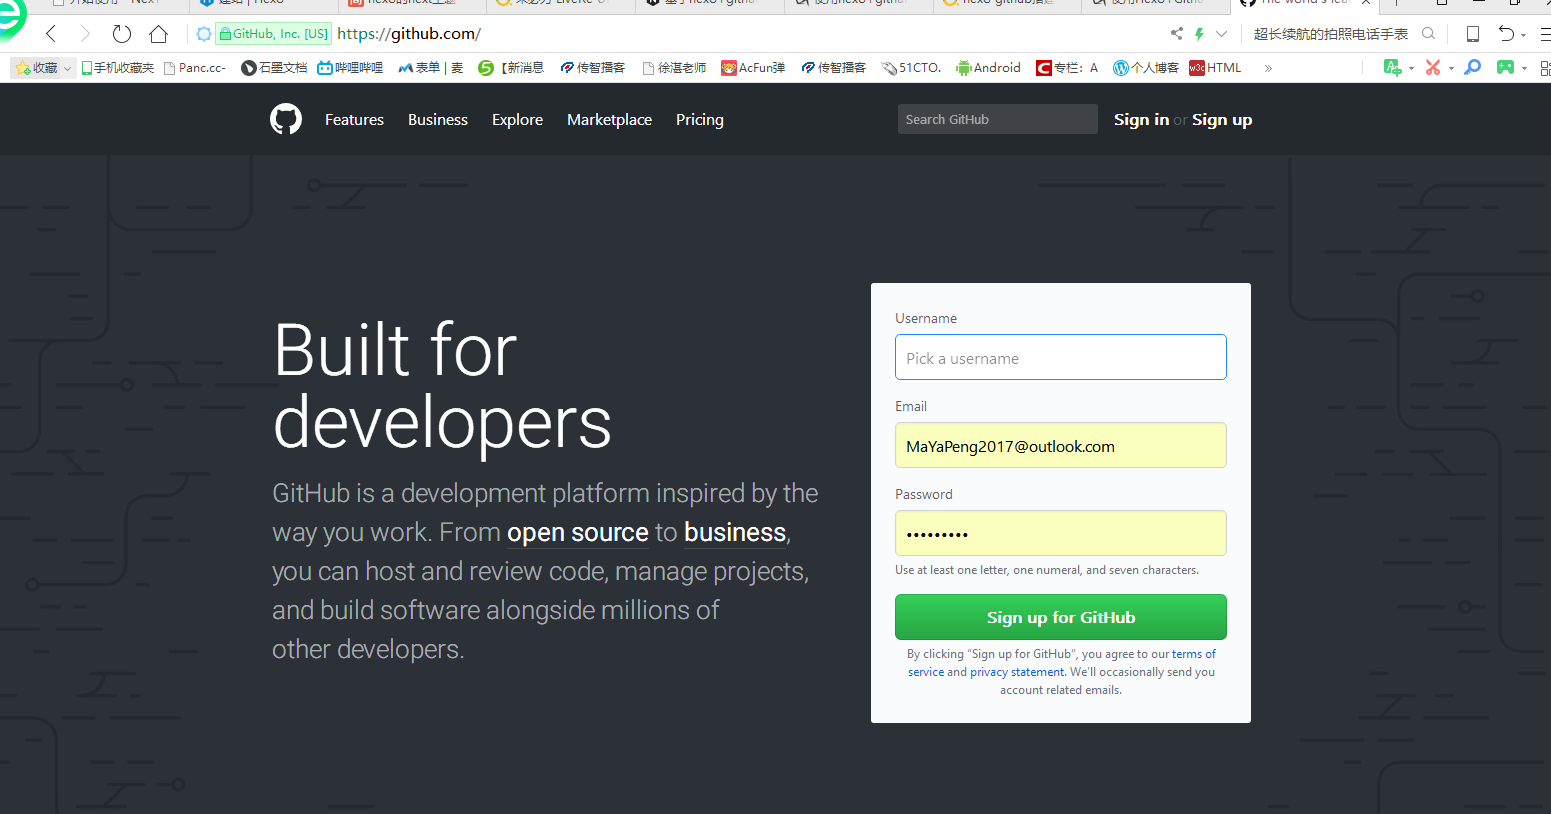 https://github.com/
GitHub, Inc. [US]
超长续航的拍照电话手表
收藏 手机收藏夹 Panc.cc- 石墨文档 哔哩哔哩 表单 | 麦 【新消息 传智播客 徐湛老师 AcFun弹 传智播客 51CTO. Android 专栏：A 个人博客 HTML »
Features Business Explore Marketplace Pricing Search GitHub Sign in or Sign up
Built for
developers
GitHub is a development platform inspired by the
way you work. From open source to business,
you can host and review code, manage projects,
and build software alongside millions of
other developers.
Username
Pick a username
Email
MaYaPeng2017@outlook.com
Password
•••••••••
Use at least one letter, one numeral, and seven characters.
Sign up for GitHub
By clicking "Sign up for GitHub", you agree to our terms of
service and privacy statement. We'll occasionally send you
account related emails.